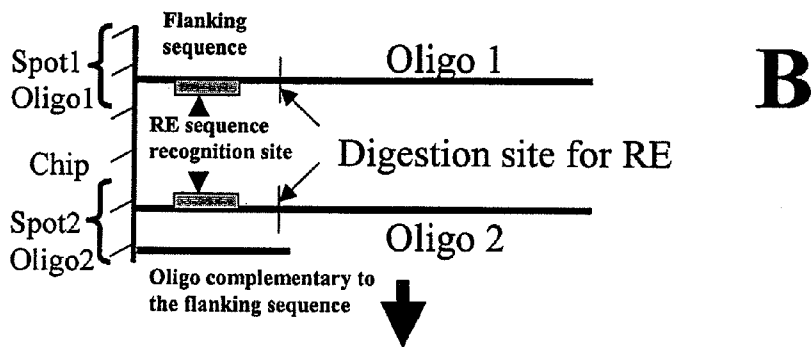 Flanking
sequence
Spot1
Oligo1
Oligo 1
B
RE sequence
recognition site
Digestion site for RE
Chip
Spot2
Oligo2
Oligo 2
Oligo complementary to
the flanking sequence